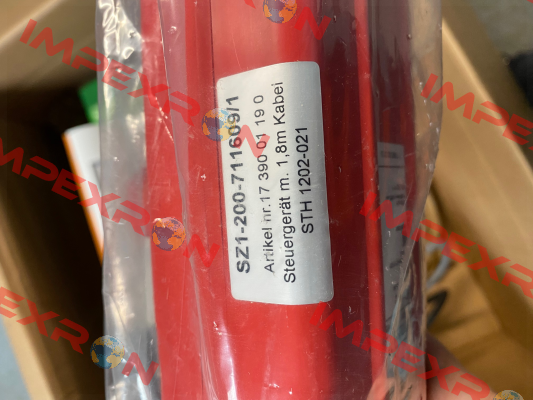 SZ1-200-711609/1
Artikel nr.17 390 01 19 0
Steuergerät m. 1,8m Kabel
STH 1202-021
IMPEXRON
IMPEXRON
IMPEXRON
IMPEXRON
IMPEXRON
IMPEXRON